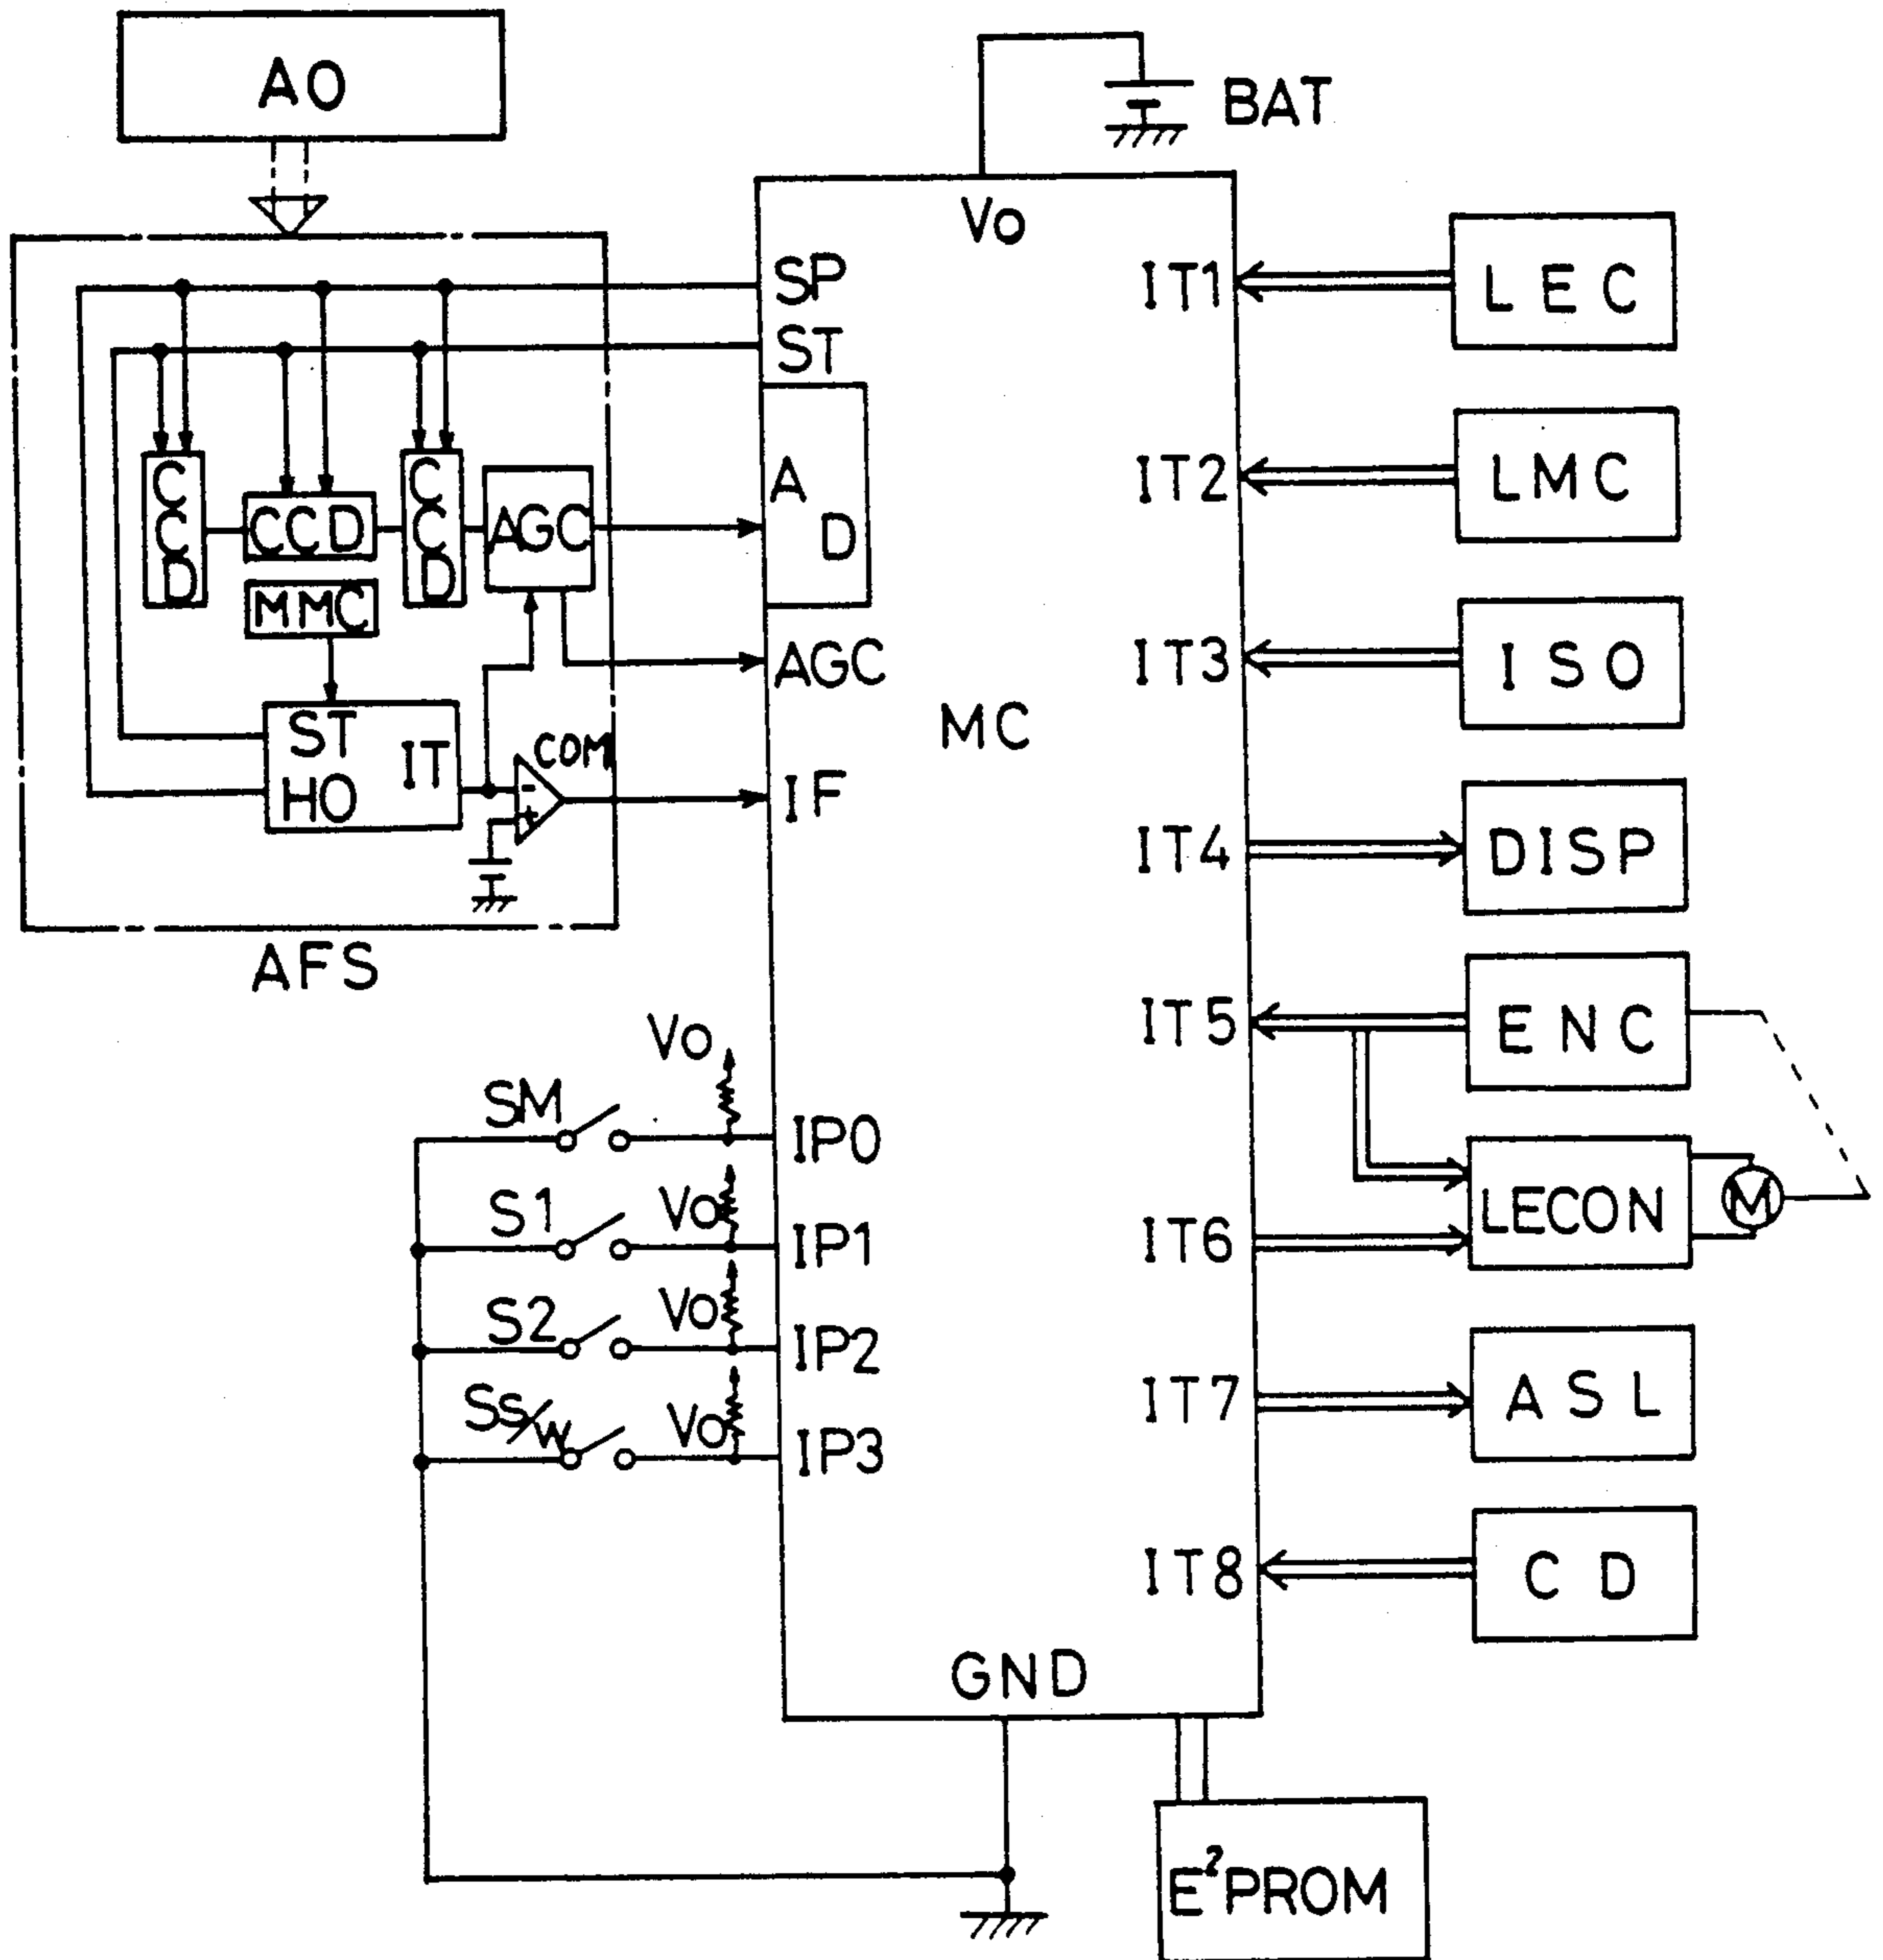 AO
BAT
Vo
SP
ST
IT1
LEC
A
D
CCD
CCD
CCD
AGC
IT2
LMC
MMC
AGC
IT3
ISO
ST
HO
IT
COM
-
+
MC
IF
IT4
DISP
AFS
IT5
ENC
Vo
SM
IP0
S1
Vo
IP1
IT6
LECON
M
S2
Vo
IP2
IT7
ASL
Ss/w
Vo
IP3
IT8
CD
GND
E²PROM